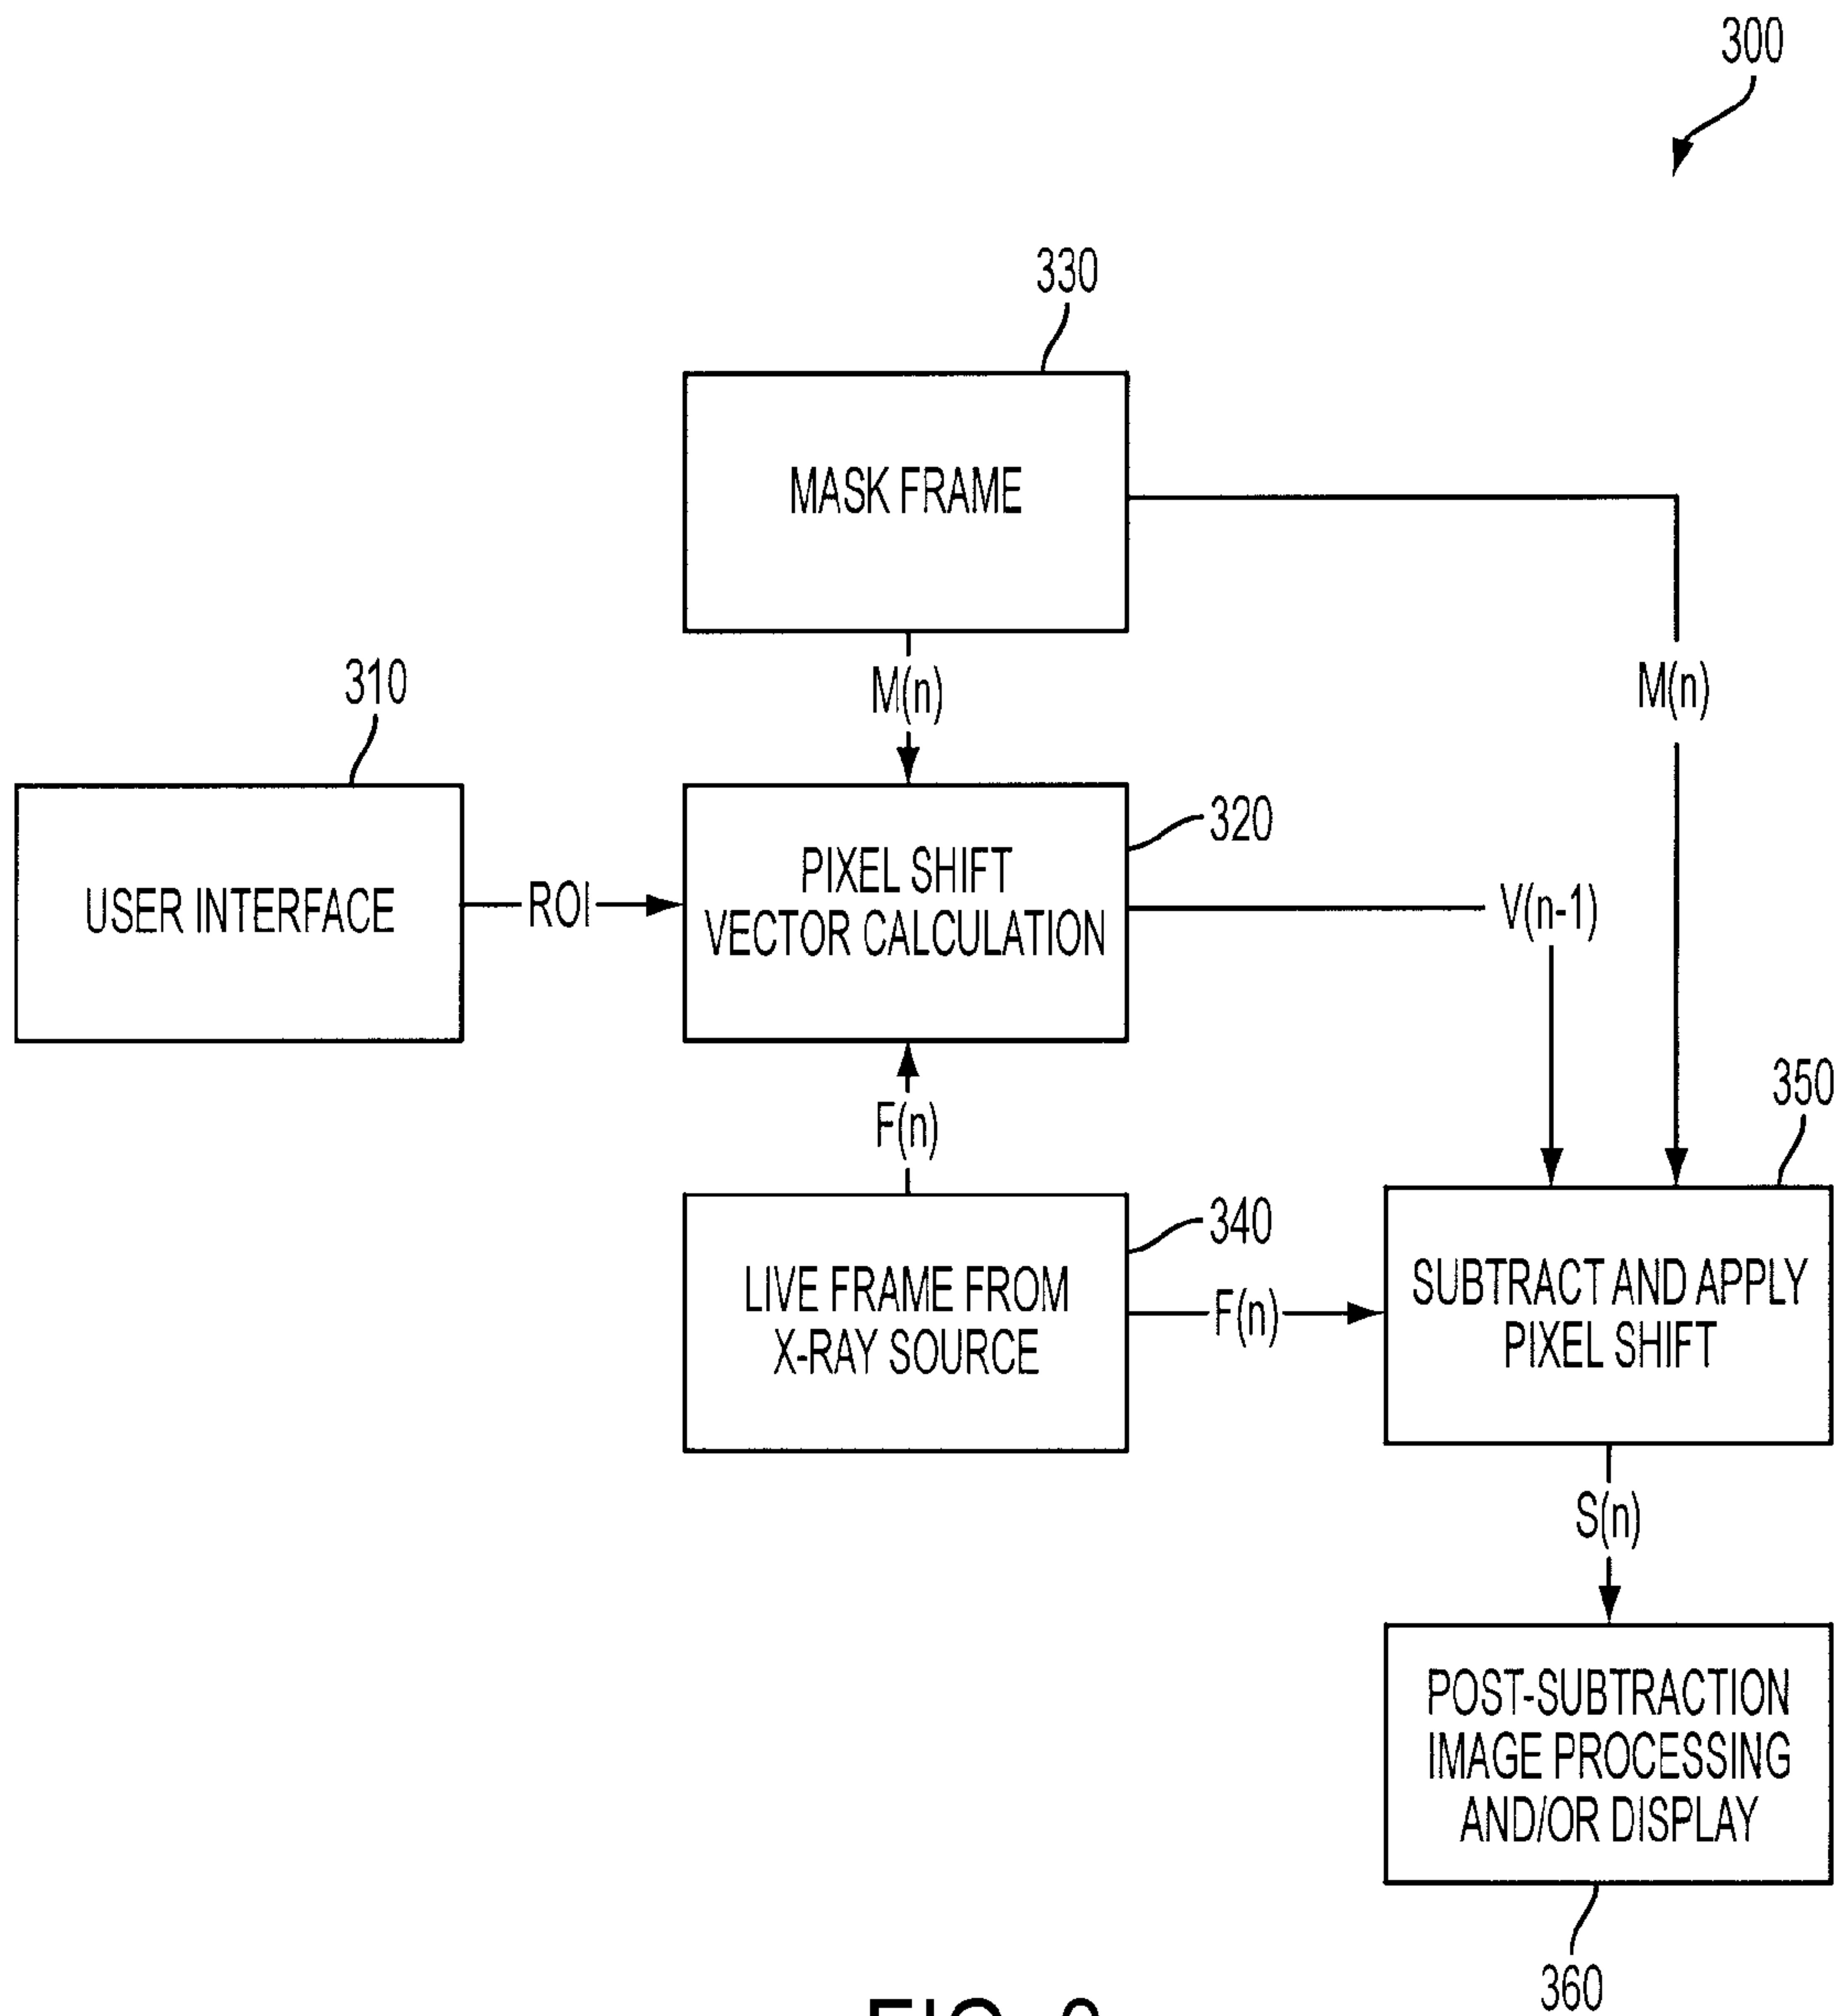 300
330
MASK FRAME
M(n)
M(n)
310
320
USER INTERFACE
ROI
PIXEL SHIFT
VECTOR CALCULATION
V(n-1)
350
F(n)
340
LIVE FRAME FROM
X-RAY SOURCE
F(n)
SUBTRACT AND APPLY
PIXEL SHIFT
S(n)
POST-SUBTRACTION
IMAGE PROCESSING
AND/OR DISPLAY
360
FIG.